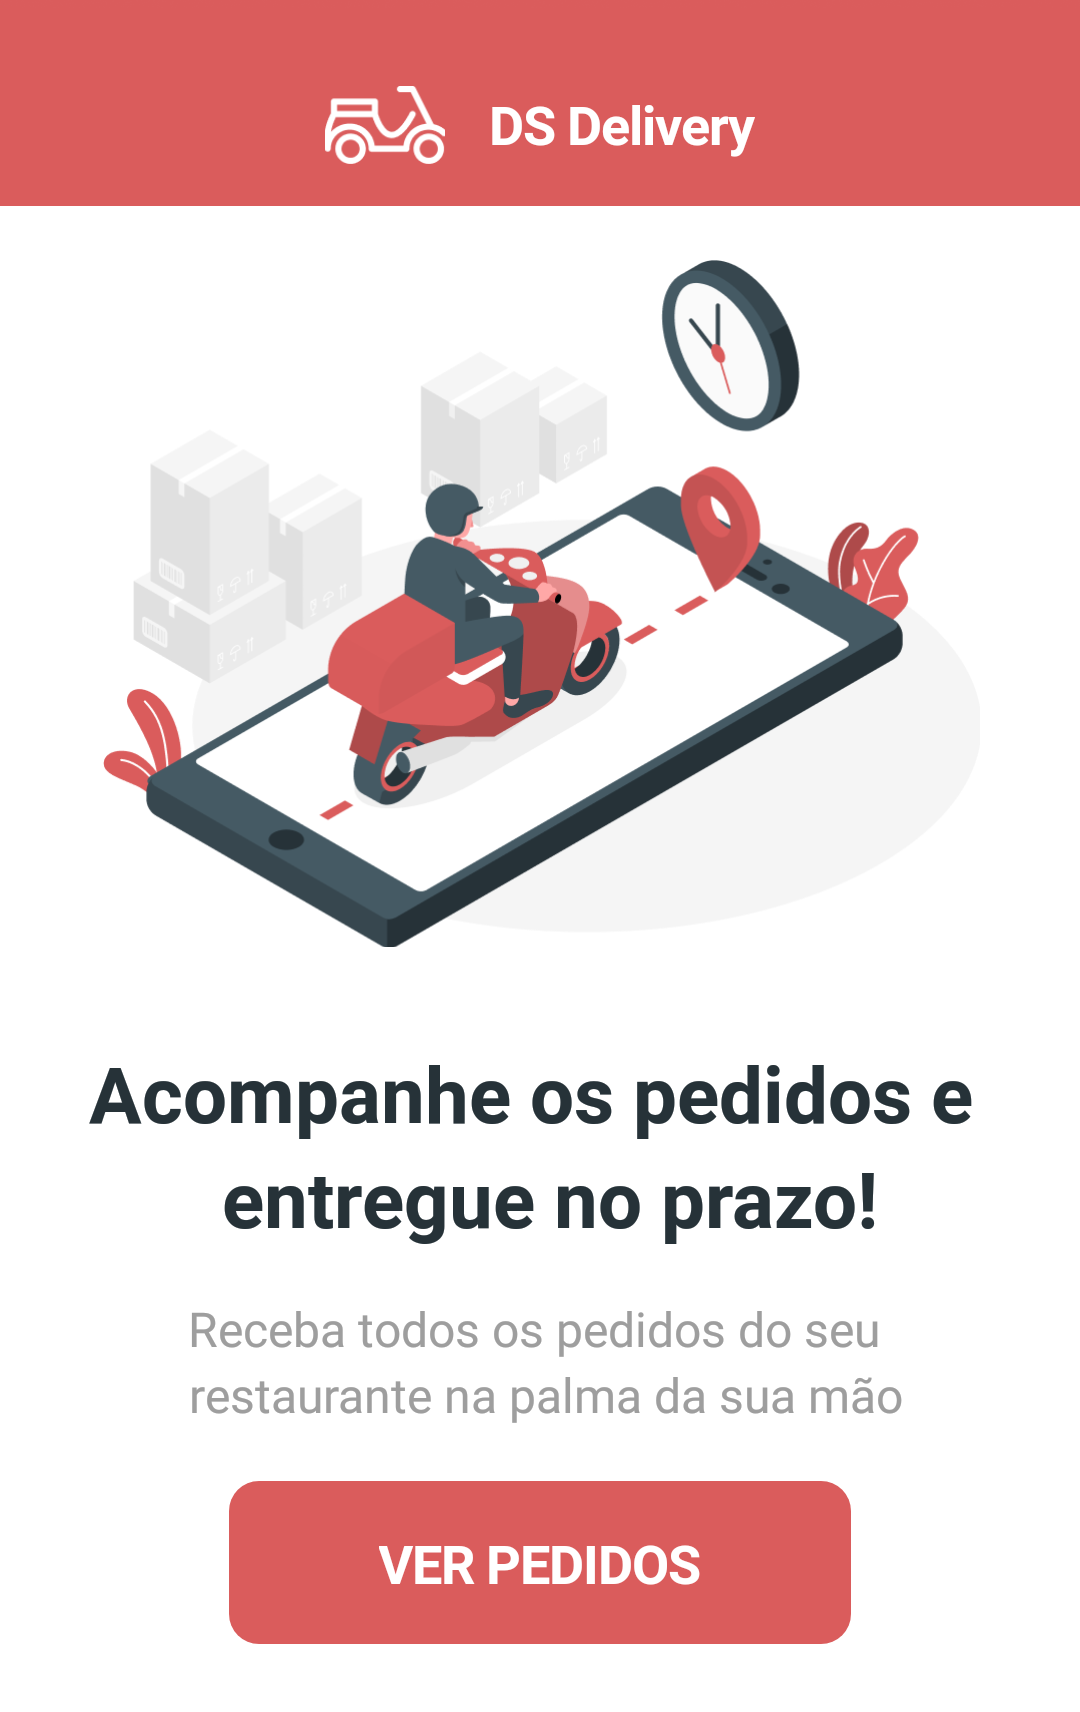 DS Delivery
Acompanhe os pedidos e
entregue no prazo!
Receba todos os pedidos do seu
restaurante na palma da sua mão
VER PEDIDOS